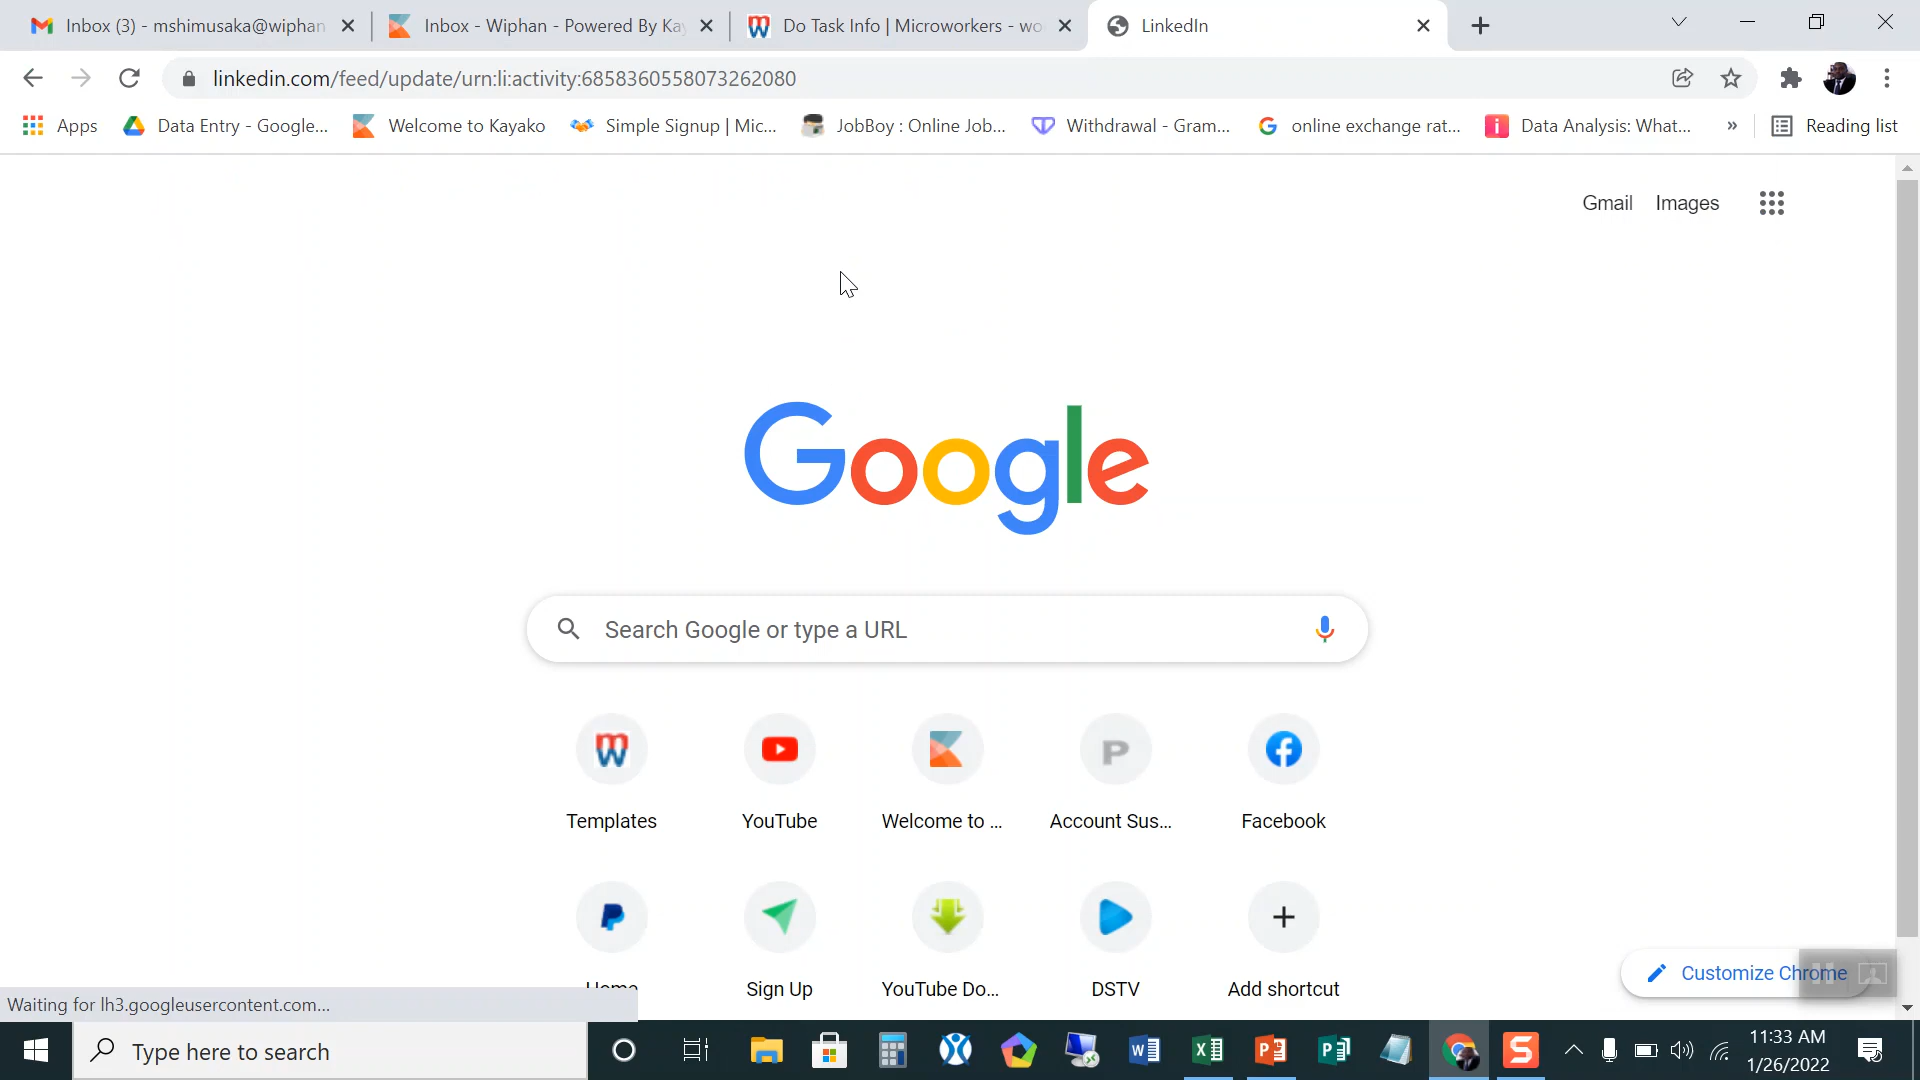 Inbox (3) - mshimusaka@wiphan
Inbox - Wiphan - Powered By Kay
Do Task Info | Microworkers - wo
LinkedIn
linkedin.com/feed/update/urn:li:activity:6858360558073262080
Apps
Data Entry - Google...
Welcome to Kayako
Simple Signup | Mic...
JobBoy : Online Job...
Withdrawal - Gram...
online exchange rat...
Data Analysis: What...
»
Reading list
Gmail
Images
Google
Search Google or type a URL
Templates
YouTube
Welcome to ...
Account Sus...
Facebook
Home
Sign Up
YouTube Do...
DSTV
Add shortcut
Customize Chrome
Waiting for lh3.googleusercontent.com...
Type here to search
11:33 AM
1/26/2022